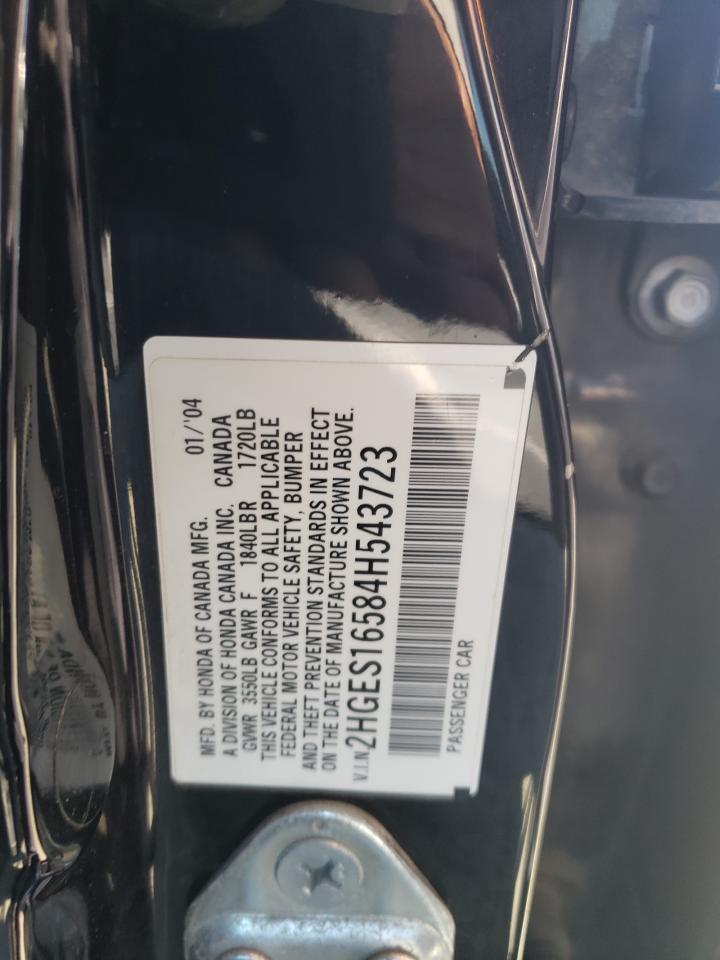 MFD. BY HONDA OF CANADA MFG. 01/'04
A DIVISION OF HONDA CANADA INC. CANADA
GVWR 3550LB GAWR F 1840LBR 1720LB
THIS VEHICLE CONFORMS TO ALL APPLICABLE
FEDERAL MOTOR VEHICLE SAFETY, BUMPER
AND THEFT PREVENTION STANDARDS IN EFFECT
ON THE DATE OF MANUFACTURE SHOWN ABOVE.
V.I.N 2HGES16584H543723
PASSENGER CAR